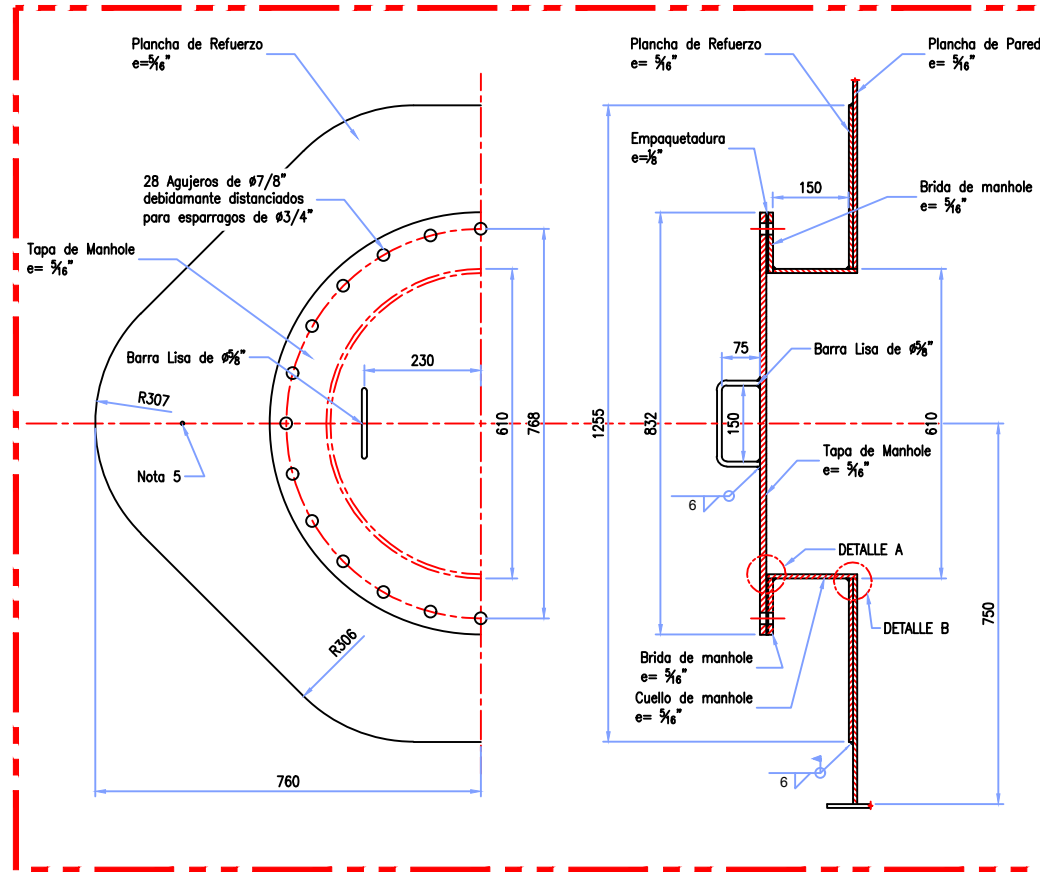 Plancha de Refuerzo
e=5/16"
28 Agujeros de ø7/8"
debidamante distanciados
para esparragos de ø3/4"
Tapa de Manhole
e= 5/16"
Barra Lisa de ø5/8"
230
R307
Nota 5
610
768
R306
760
Plancha de Refuerzo
e= 5/16"
Plancha de Pared
e= 5/16"
Empaquetadura
e=1/8"
150
Brida de manhole
e= 5/16"
75
Barra Lisa de ø5/8"
1255
832
150
610
Tapa de Manhole
e= 5/16"
6
DETALLE A
DETALLE B
750
Brida de manhole
e= 5/16"
Cuello de manhole
e= 5/16"
6